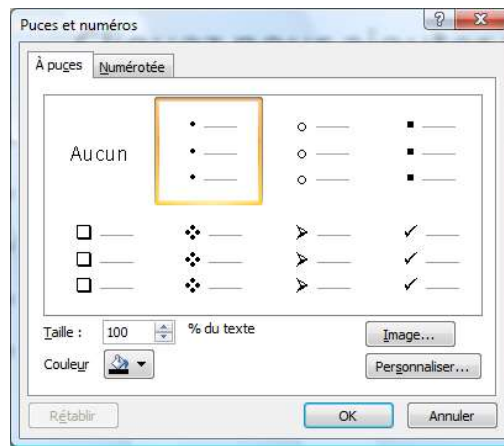 Puces et numéros
À puces
Numérotée
Aucun
Taille : 100 % du texte
Image...
Couleur
Personnaliser...
Rétablir
OK
Annuler